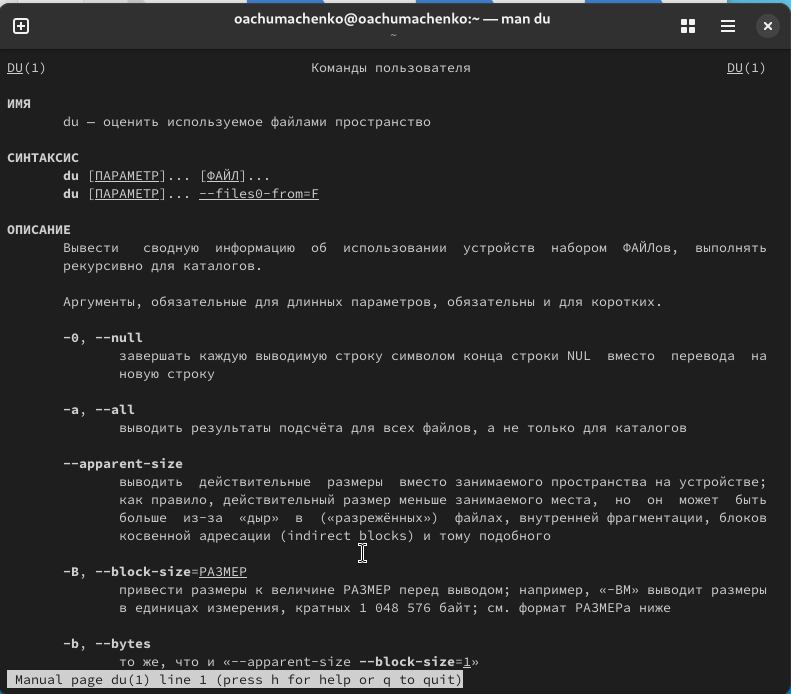 oachumachenko@oachumachenko:~ — man du
~
DU(1) Команды пользователя DU(1)
ИМЯ
du – оценить используемое файлами пространство
СИНТАКСИС
du [ПАРАМЕТР]... [ФАЙЛ]...
du [ПАРАМЕТР]... --files0-from=F
ОПИСАНИЕ
Вывести сводную информацию об использовании устройств набором ФАЙЛов, выполнять
рекурсивно для каталогов.
Аргументы, обязательные для длинных параметров, обязательны и для коротких.
-0, --null
завершать каждую выводимую строку символом конца строки NUL вместо перевода на
новую строку
-a, --all
выводить результаты подсчёта для всех файлов, а не только для каталогов
--apparent-size
выводить действительные размеры вместо занимаемого пространства на устройстве;
как правило, действительный размер меньше занимаемого места, но он может быть
больше из-за «дыр» в («разрежённых») файлах, внутренней фрагментации, блоков
косвенной адресации (indirect blocks) и тому подобного
-B, --block-size=РАЗМЕР
привести размеры к величине РАЗМЕР перед выводом; например, «-BM» выводит размеры
в единицах измерения, кратных 1 048 576 байт; см. формат РАЗМЕРа ниже
-b, --bytes
то же, что и «--apparent-size --block-size=1»
Manual page du(1) line 1 (press h for help or q to quit)